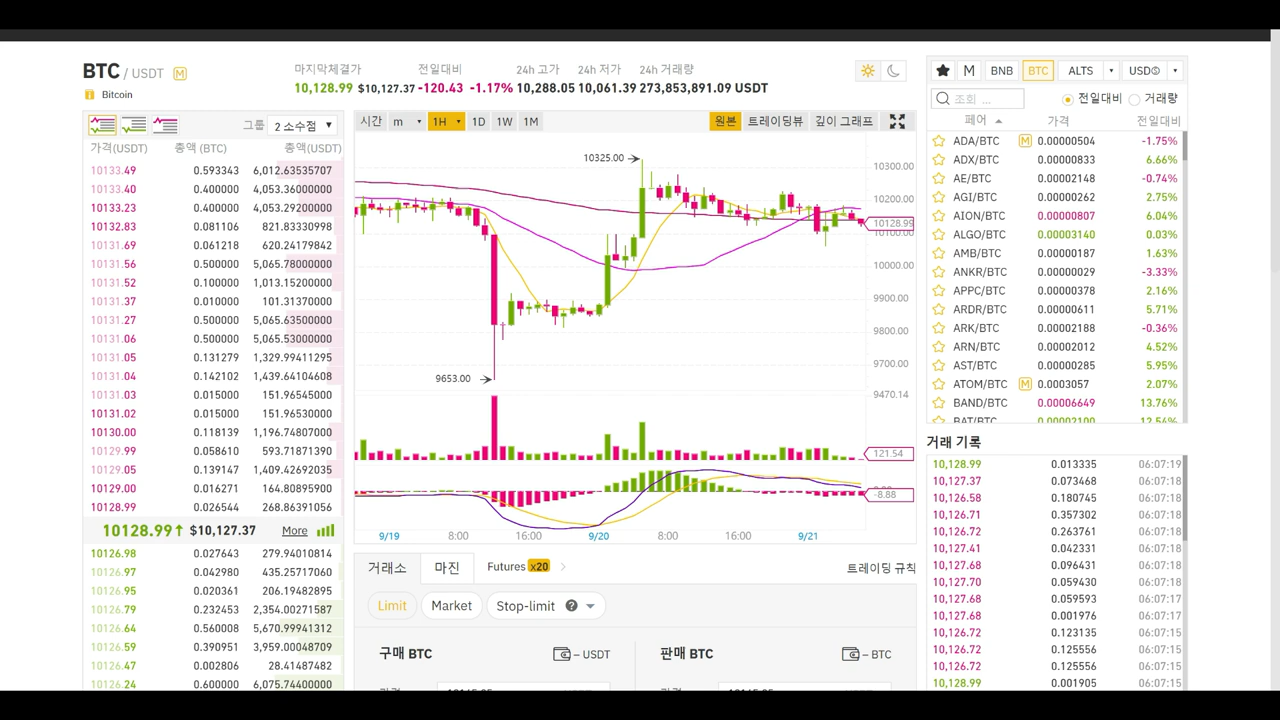 BTC / USDT M
Bitcoin
마지막체결가 전일대비 24h 고가 24h 저가 24h 거래량
10,128.99 $10,127.37 -120.43 -1.17% 10,288.05 10,061.39 273,853,891.09 USDT
그룹 2 소수점
가격(USDT) 총액 (BTC) 총액(USDT)
10133.49 0.593343 6,012.63535707
10133.40 0.400000 4,053.36000000
10133.23 0.400000 4,053.29200000
10132.83 0.081106 821.83330998
10131.69 0.061218 620.24179842
10131.56 0.500000 5,065.78000000
10131.52 0.100000 1,013.15200000
10131.37 0.010000 101.31370000
10131.27 0.500000 5,065.63500000
10131.06 0.500000 5,065.53000000
10131.05 0.131279 1,329.99411295
10131.04 0.142102 1,439.64104608
10131.03 0.015000 151.96545000
10131.02 0.015000 151.96530000
10130.00 0.118139 1,196.74807000
10129.99 0.058610 593.71871390
10129.05 0.139147 1,409.42692035
10129.00 0.016271 164.80895900
10128.99 0.026544 268.86391056
10128.99↑ $10,127.37 More
10126.98 0.027643 279.94010814
10126.97 0.042980 435.25717060
10126.95 0.020361 206.19482895
10126.79 0.232453 2,354.00271587
10126.64 0.560008 5,670.99941312
10126.59 0.390951 3,959.00048709
10126.47 0.002806 28.41487482
10126.24 0.600000 6,075.74400000
시간 m 1H 1D 1W 1M 원본 트레이딩뷰 깊이 그래프
10325.00
9653.00
10300.00
10200.00
10128.99
10100.00
10000.00
9900.00
9800.00
9700.00
9470.14
121.54
-8.88
9/19 8:00 16:00 9/20 8:00 16:00 9/21
거래소 마진 Futures x20 트레이딩 규칙
Limit Market Stop-limit ?
구매 BTC – USDT 판매 BTC – BTC
M BNB BTC ALTS USDⓈ
조회 ... 전일대비 거래량
페어 가격 전일대비
ADA/BTC M 0.00000504 -1.75%
ADX/BTC 0.00000833 6.66%
AE/BTC 0.00002148 -0.74%
AGI/BTC 0.00000262 2.75%
AION/BTC 0.00000807 6.04%
ALGO/BTC 0.00003140 0.03%
AMB/BTC 0.00000187 1.63%
ANKR/BTC 0.00000029 -3.33%
APPC/BTC 0.00000378 2.16%
ARDR/BTC 0.00000611 5.71%
ARK/BTC 0.00002188 -0.36%
ARN/BTC 0.00002012 4.52%
AST/BTC 0.00000285 5.95%
ATOM/BTC M 0.0003057 2.07%
BAND/BTC 0.00006649 13.76%
BAT/BTC 0.00002100 12.54%
거래 기록
10,128.99 0.013335 06:07:19
10,127.37 0.073468 06:07:18
10,126.58 0.180745 06:07:18
10,126.71 0.357302 06:07:18
10,126.72 0.263761 06:07:18
10,127.41 0.042331 06:07:18
10,127.68 0.096431 06:07:18
10,127.70 0.059430 06:07:18
10,127.68 0.059593 06:07:18
10,127.68 0.001976 06:07:18
10,126.72 0.123135 06:07:15
10,126.72 0.125556 06:07:15
10,126.72 0.125556 06:07:15
10,128.99 0.001905 06:07:15